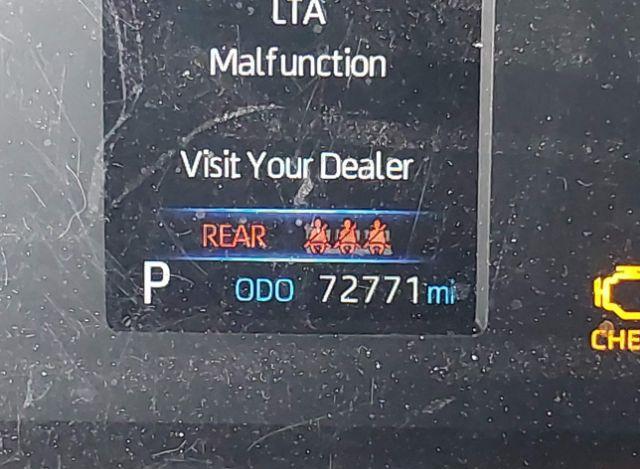 LTA
Malfunction
Visit Your Dealer
REAR
P ODO 72771 mi
CHE